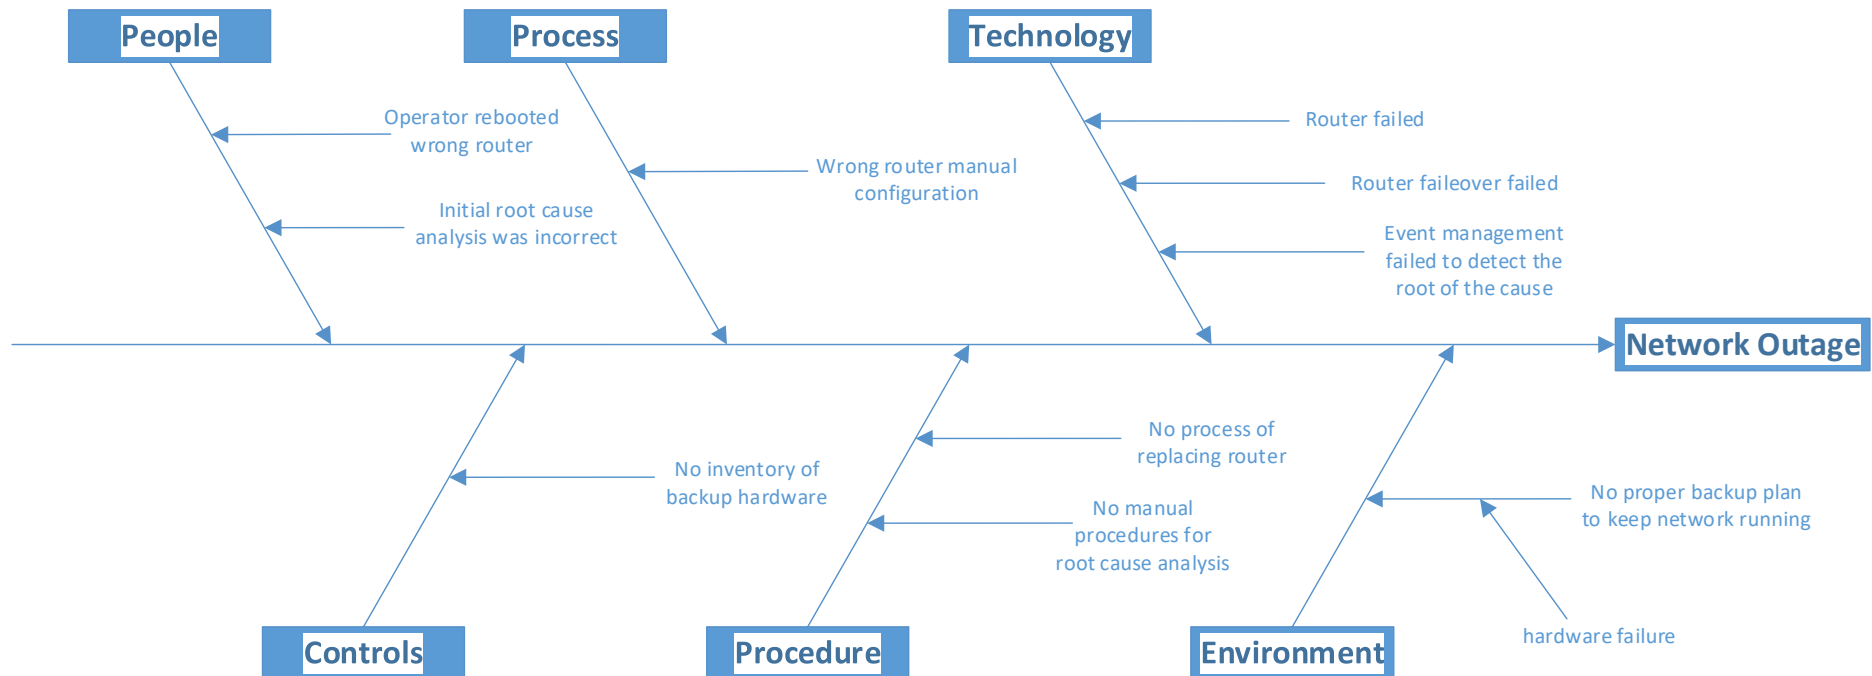 People
Process
Technology
Operator rebooted
wrong router
Initial root cause
analysis was incorrect
Wrong router manual
configuration
Router failed
Router faileover failed
Event management
failed to detect the
root of the cause
Network Outage
No inventory of
backup hardware
No process of
replacing router
No manual
procedures for
root cause analysis
No proper backup plan
to keep network running
hardware failure
Controls
Procedure
Environment